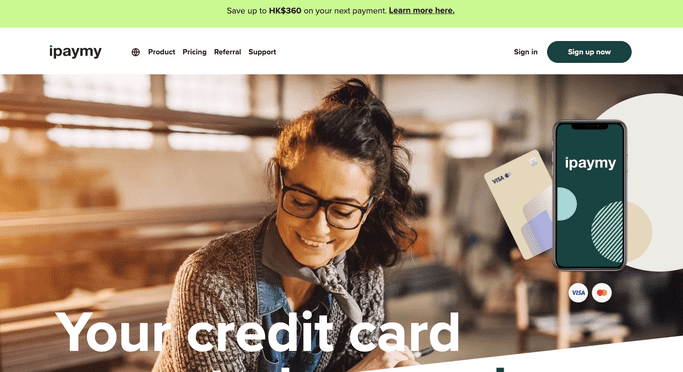 Save up to HK$360 on your next payment. Learn more here.
ipaymy Product Pricing Referral Support Sign in Sign up now
ipaymy
VISA
VISA
Your credit card